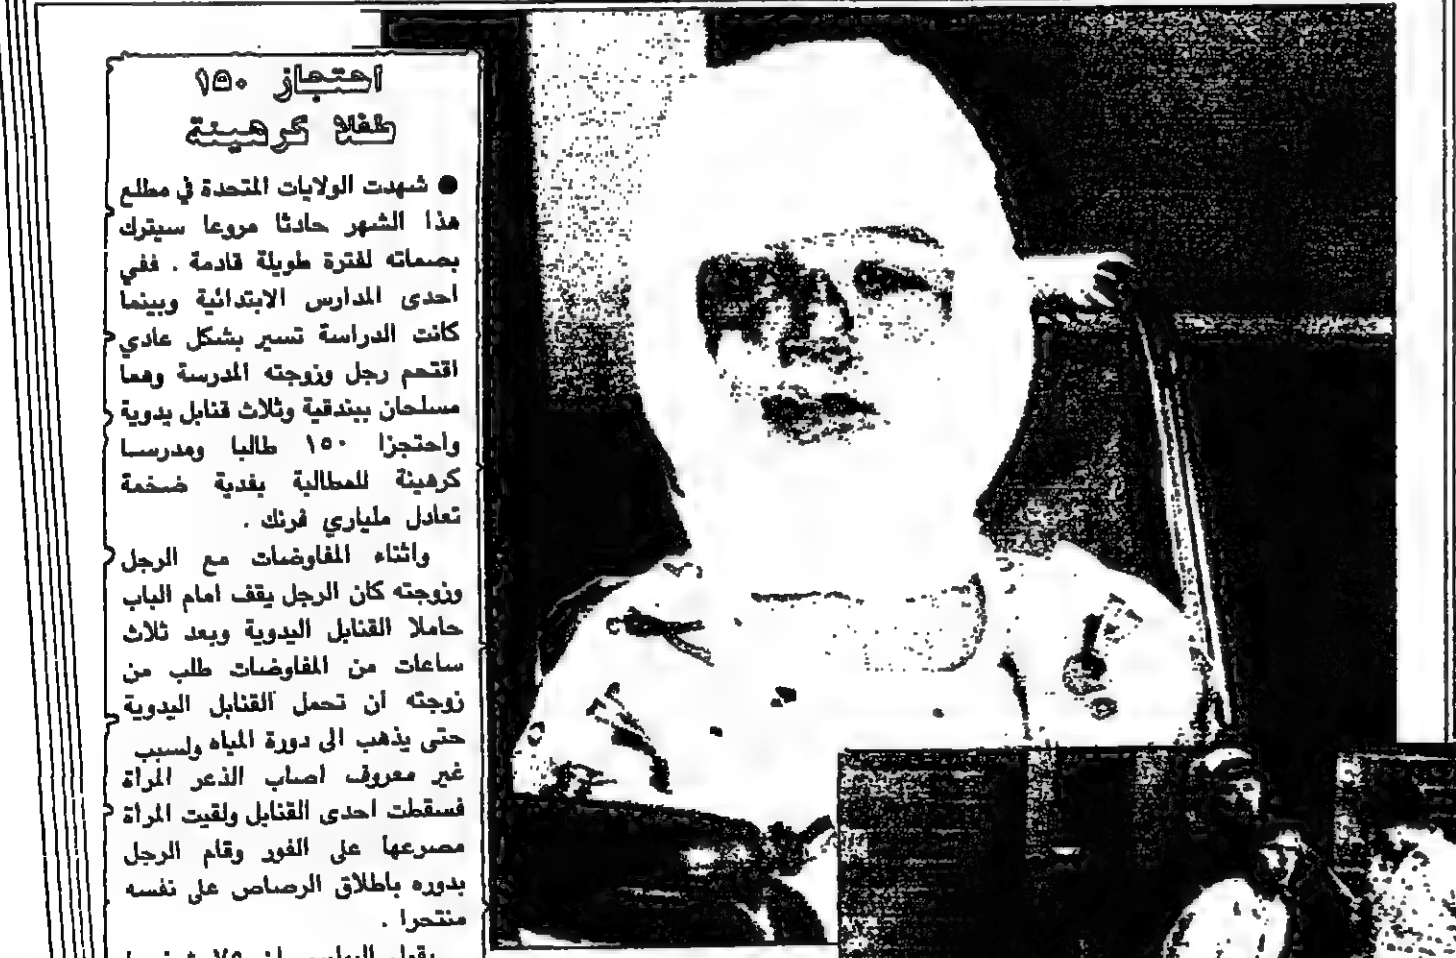 احتجاز ١٥٠
طفلا كرهينة
● شهدت الولايات المتحدة في مطلع
هذا الشهر حادثا مروعا سيترك
بصماته لفترة طويلة قادمة . ففي
احدى المدارس الابتدائية وبينما
كانت الدراسة تسير بشكل عادي
اقتحم رجل وزوجته المدرسة وهما
مسلحان ببندقية وثلاث قنابل يدوية
واحتجزا ١٥٠ طالبا ومدرسا
كرهينة للمطالبة بفدية ضخمة
تعادل ملياري فرنك .
واثناء المفاوضات مع الرجل
وزوجته كان الرجل يقف امام الباب
حاملا القنابل اليدوية وبعد ثلاث
ساعات من المفاوضات طلب من
زوجته ان تحمل القنابل اليدوية
حتى يذهب الى دورة المياه ولسبب
غير معروف اصاب الذعر المرأة
فسقطت احدى القنابل ولقيت المرأة
مصرعها على الفور وقام الرجل
بدوره باطلاق الرصاص على نفسه
منتحرا .